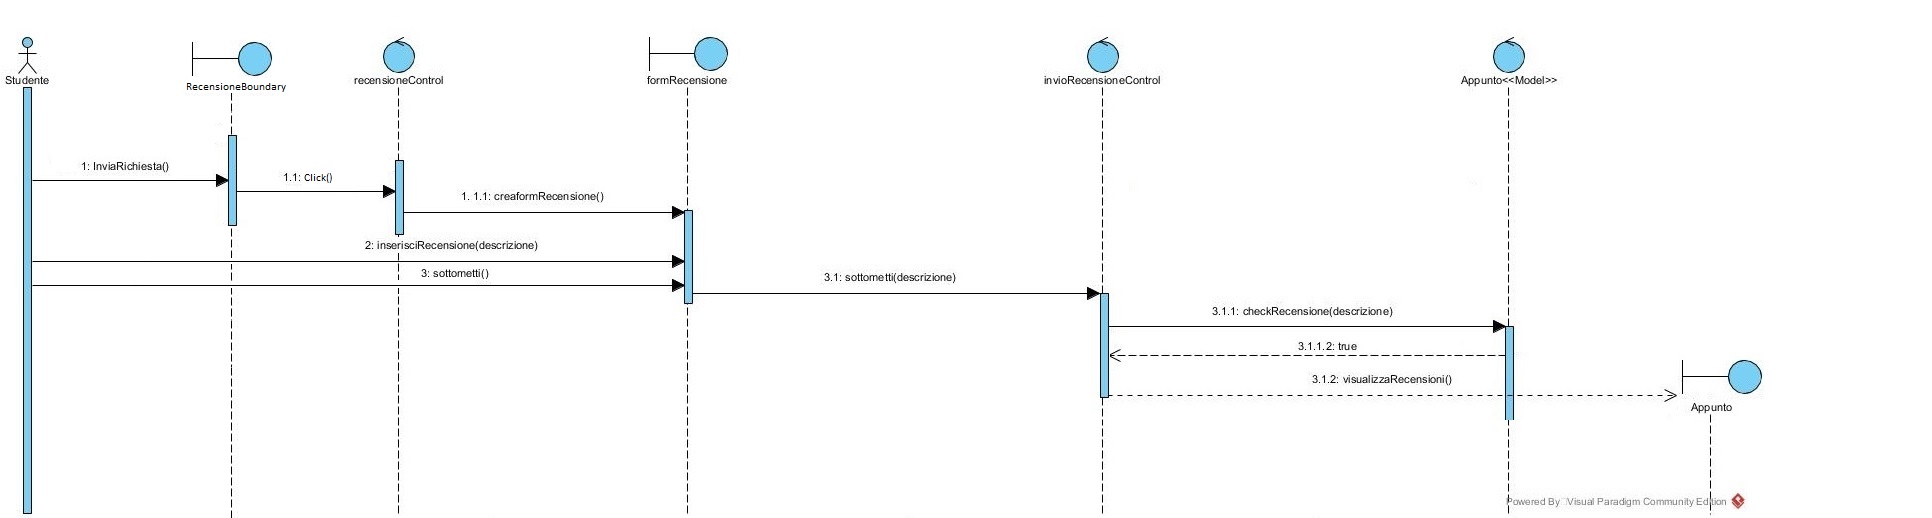 Studente
RecensioneBoundary
recensioneControl
formRecensione
invioRecensioneControl
Appunto<<Model>>
1: InviaRichiesta()
1.1: Click()
1. 1.1: creaformRecensione()
2: inserisciRecensione(descrizione)
3: sottometti()
3.1: sottometti(descrizione)
3.1.1: checkRecensione(descrizione)
3.1.1.2: true
3.1.2: visualizzaRecensioni()
Appunto
Powered By Visual Paradigm Community Edition